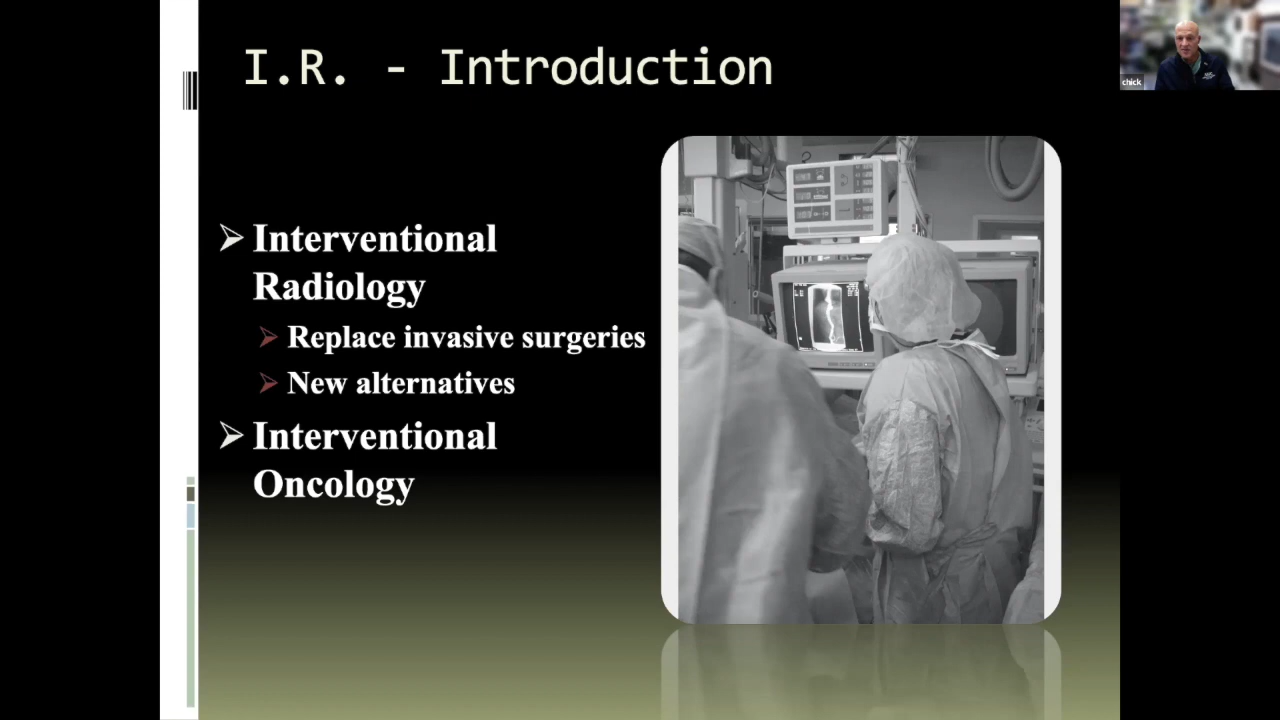 I.R. - Introduction
chick
Interventional
Radiology
Replace invasive surgeries
New alternatives
Interventional
Oncology